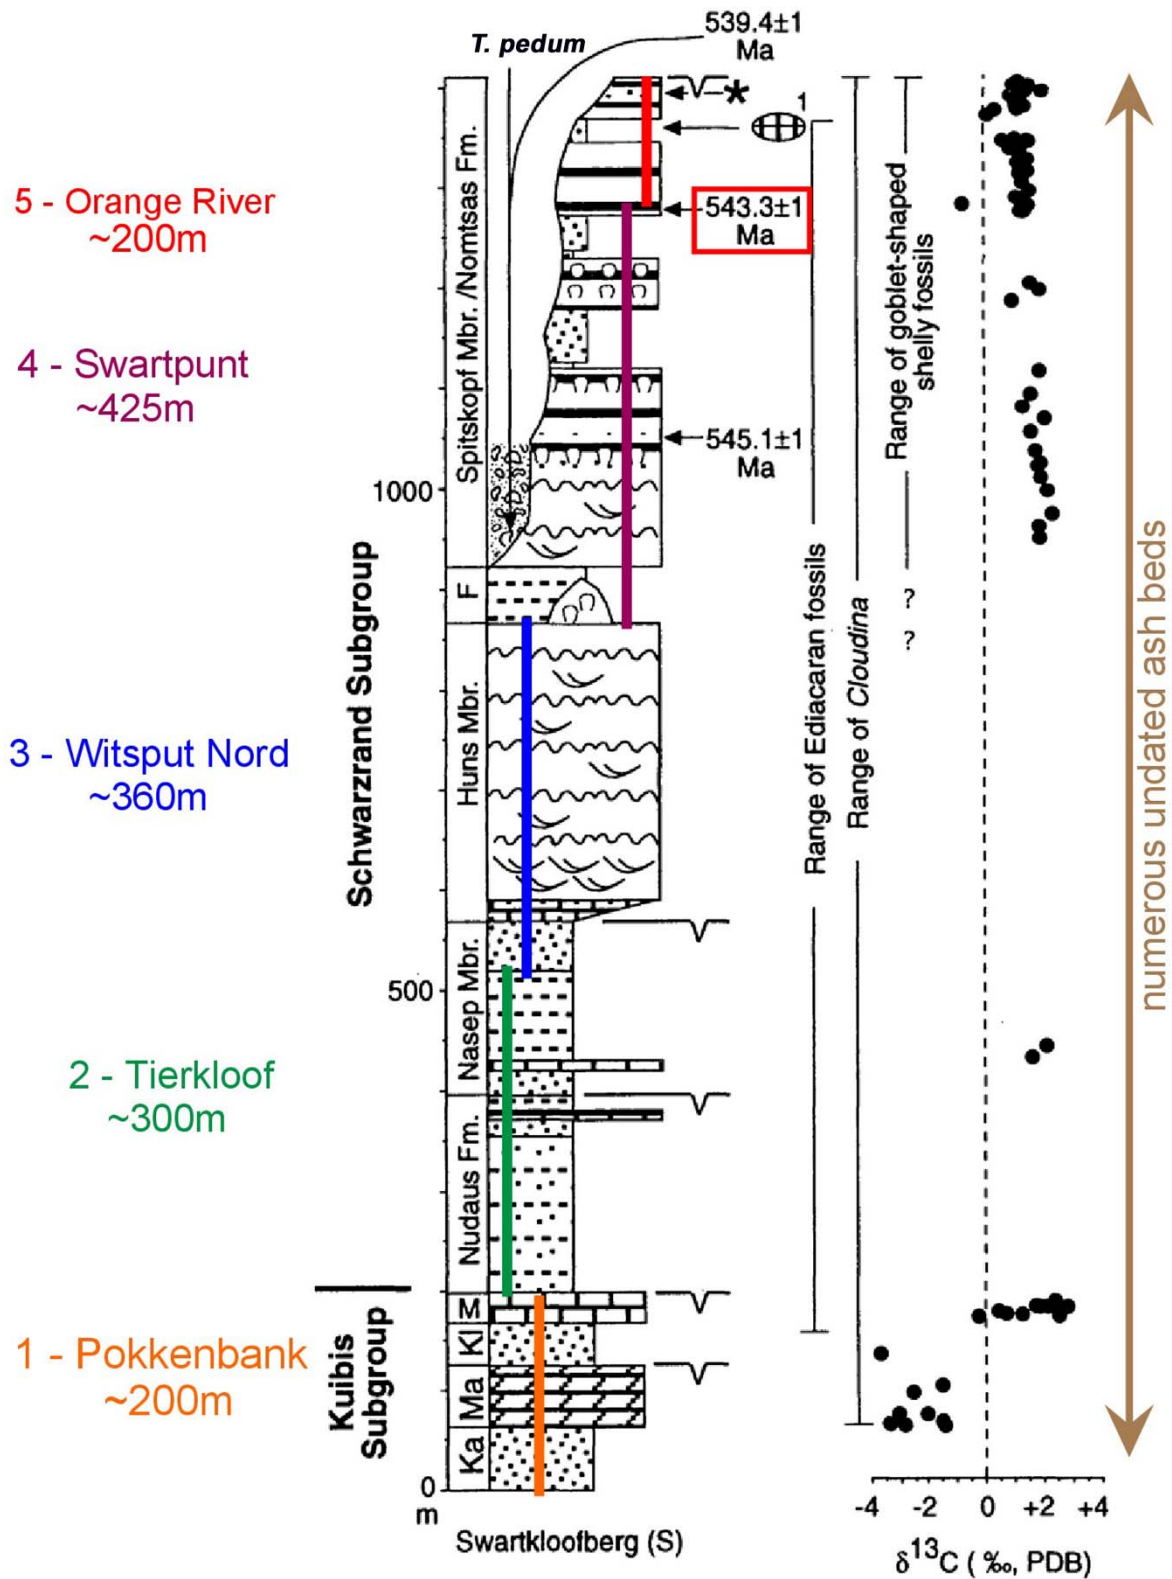 539.4±1
Ma
T. pedum
*
1
5 - Orange River
~200m
543.3±1
Ma
4 - Swartpunt
~425m
545.1±1
Ma
Spitskopf Mbr./Nomtsas Fm.
Range of goblet-shaped
shelly fossils
?
?
1000
F
Schwarzrand Subgroup
Huns Mbr.
3 - Witsput Nord
~360m
Range of Ediacaran fossils
Range of Cloudina
numerous undated ash beds
500
Nasep Mbr.
2 - Tierkloof
~300m
Nudaus Fm.
M
Kl
Ma
Ka
Kuibis
Subgroup
1 - Pokkenbank
~200m
0
m
Swartkloofberg (S)
-4 -2 0 +2 +4
δ13C ( ‰, PDB)